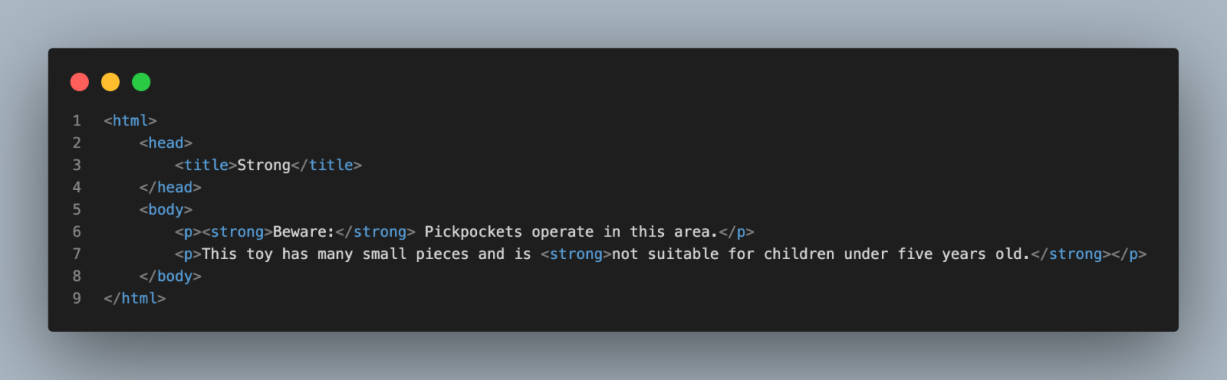 1 <html>
2     <head>
3         <title>Strong</title>
4     </head>
5     <body>
6         <p><strong>Beware:</strong> Pickpockets operate in this area.</p>
7         <p>This toy has many small pieces and is <strong>not suitable for children under five years old.</strong></p>
8     </body>
9 </html>